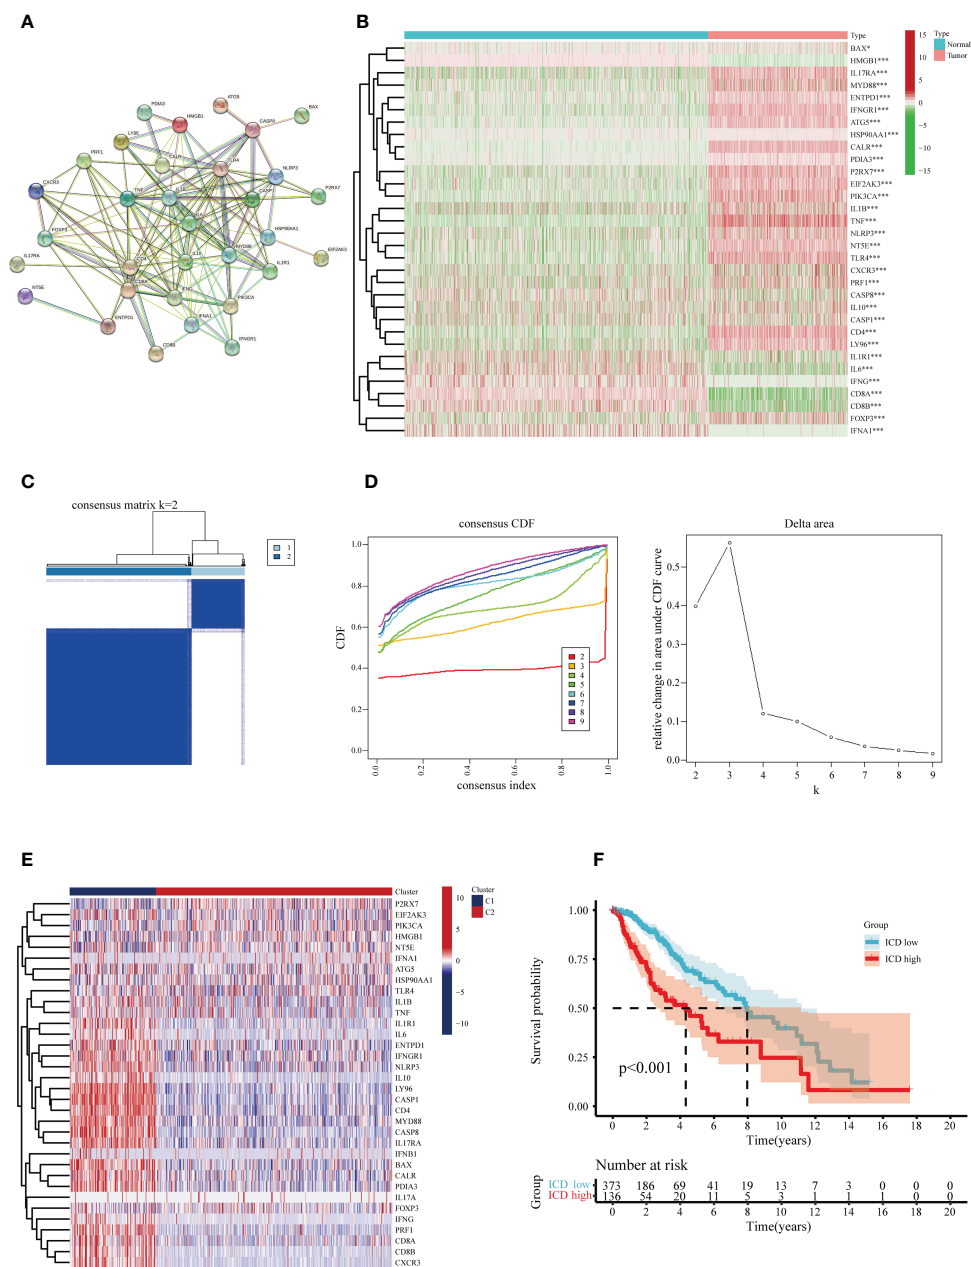 A
ATG5
PDIA3
BAX
HMGB1
CASP8
LY96
CALR
TLR4
PRF1
NLRP3
CXCR3
TNF
IL10
CASP1
P2RX7
IL6
FOXP3
HSP90AA1
MYD88
EIF2AK3
IL17RA
CD4
IL1B
IL1R1
CD8A
IFNG
NT5E
PIK3CA
ENTPD1
IFNA1
CD8B
IFNGR1
B
Type
BAX*
HMGB1***
IL17RA***
MYD88***
ENTPD1***
IFNGR1***
ATG5***
HSP90AA1***
CALR***
PDIA3***
P2RX7***
EIF2AK3***
PIK3CA***
IL1B***
TNF***
NLRP3***
NT5E***
TLR4***
CXCR3***
PRF1***
CASP8***
IL10***
CASP1***
CD4***
LY96***
IL1R1***
IL6***
IFNG***
CD8A***
CD8B***
FOXP3***
IFNA1***
15
10
5
0
−5
−10
−15
Type
Normal
Tumor
C
consensus matrix k=2
1
2
D
consensus CDF
CDF
1.0
0.8
0.6
0.4
0.2
0.0
2
3
4
5
6
7
8
9
0.0 0.2 0.4 0.6 0.8 1.0
consensus index
Delta area
relative change in area under CDF curve
0.5
0.4
0.3
0.2
0.1
0.0
2 3 4 5 6 7 8 9
k
E
Cluster
P2RX7
EIF2AK3
PIK3CA
HMGB1
NT5E
IFNA1
ATG5
HSP90AA1
TLR4
IL1B
TNF
IL1R1
IL6
ENTPD1
IFNGR1
NLRP3
IL10
LY96
CASP1
CD4
MYD88
CASP8
IL17RA
IFNB1
BAX
CALR
PDIA3
IL17A
FOXP3
IFNG
PRF1
CD8A
CD8B
CXCR3
10
5
0
−5
−10
Cluster
C1
C2
F
Group
ICD low
ICD high
Survival probability
1.00
0.75
0.50
0.25
0.00
p<0.001
0 2 4 6 8 10 12 14 16 18 20
Time(years)
Number at risk
Group
ICD low 373 186 69 41 19 13 7 3 0 0 0
ICD high 136 54 20 11 5 3 1 1 1 0 0
0 2 4 6 8 10 12 14 16 18 20
Time(years)